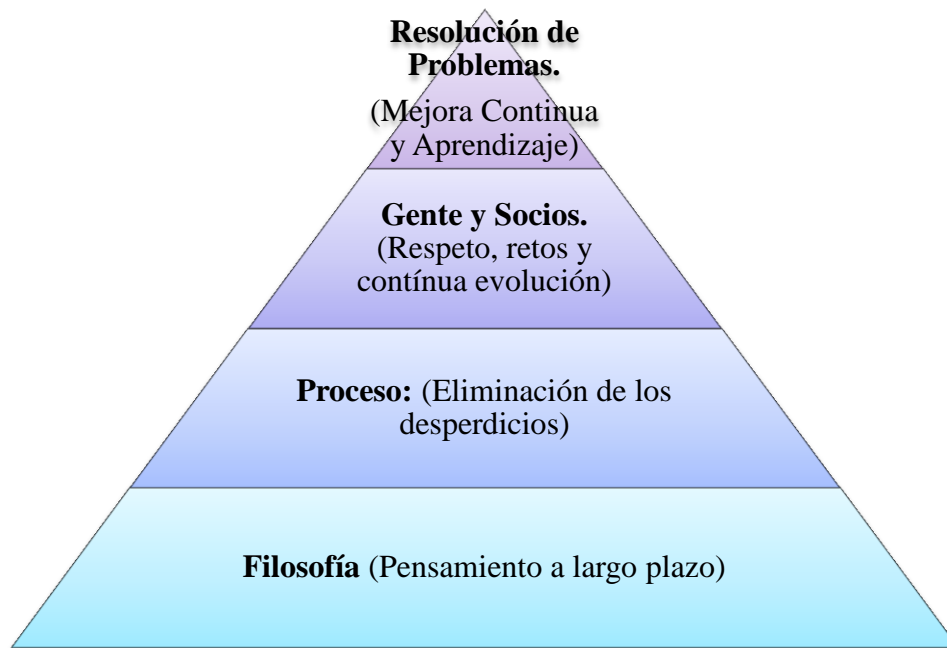 Resolución de
Problemas.
(Mejora Continua
y Aprendizaje)
Gente y Socios.
(Respeto, retos y
contínua evolución)
Proceso: (Eliminación de los
desperdicios)
Filosofía (Pensamiento a largo plazo)